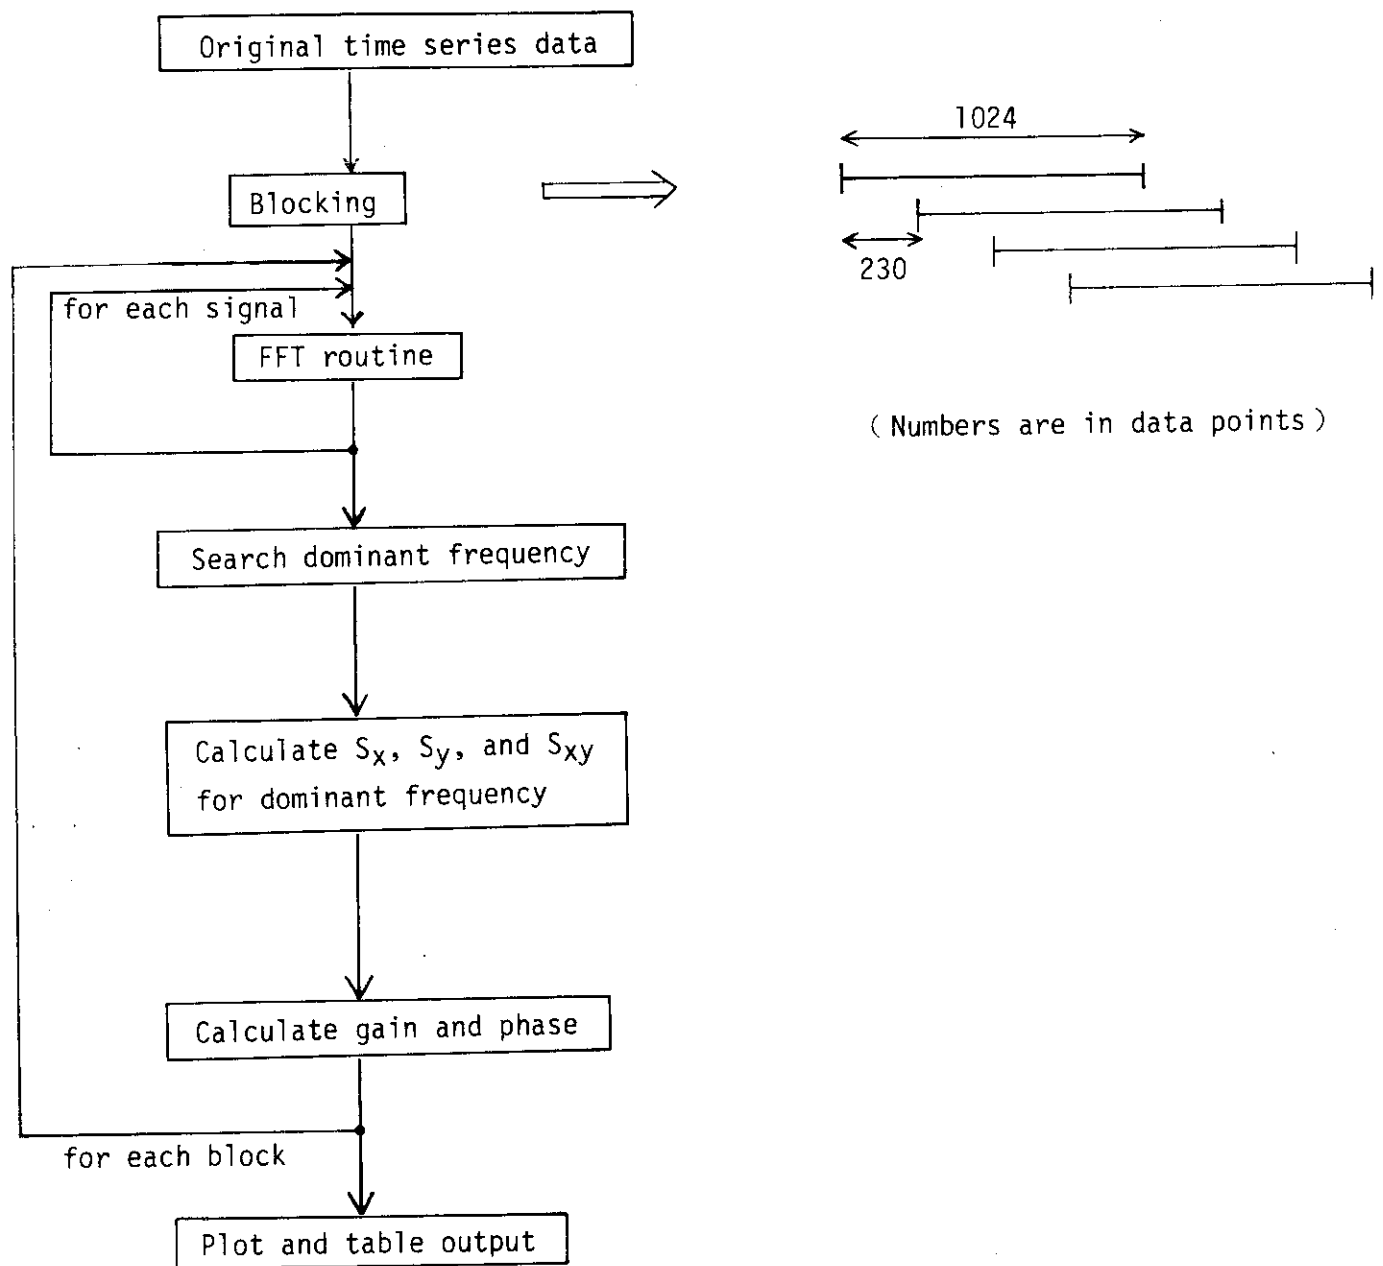 Original time series data
1024
Blocking
230
for each signal
FFT routine
( Numbers are in data points )
Search dominant frequency
Calculate Sx, Sy, and Sxy
for dominant frequency
Calculate gain and phase
for each block
Plot and table output